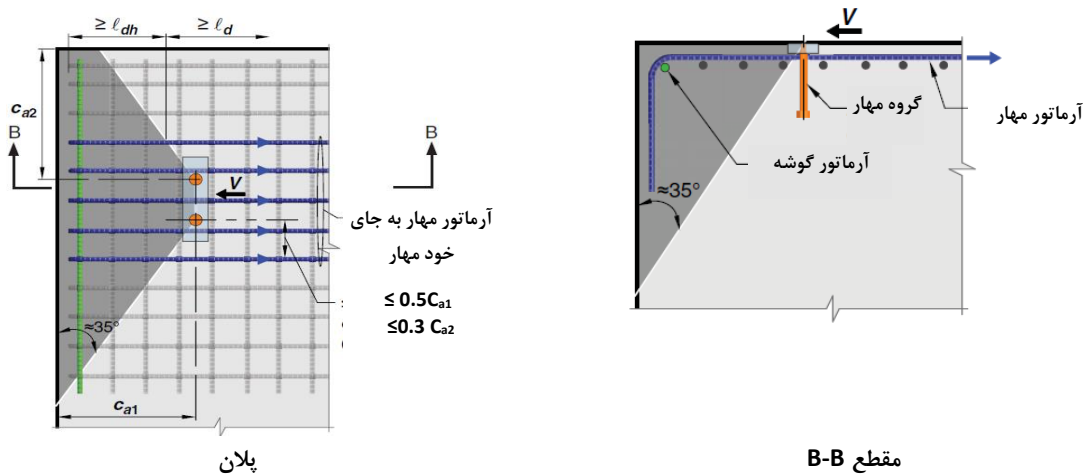 ≥ ℓdh
≥ ℓd
ca2
B
B
V
آرماتور مهار به جای
خود مهار
≤ 0.5Ca1
≤0.3 Ca2
≈35°
ca1
پلان
V
گروه مهار
آرماتور مهار
آرماتور گوشه
≈35°
مقطع B-B